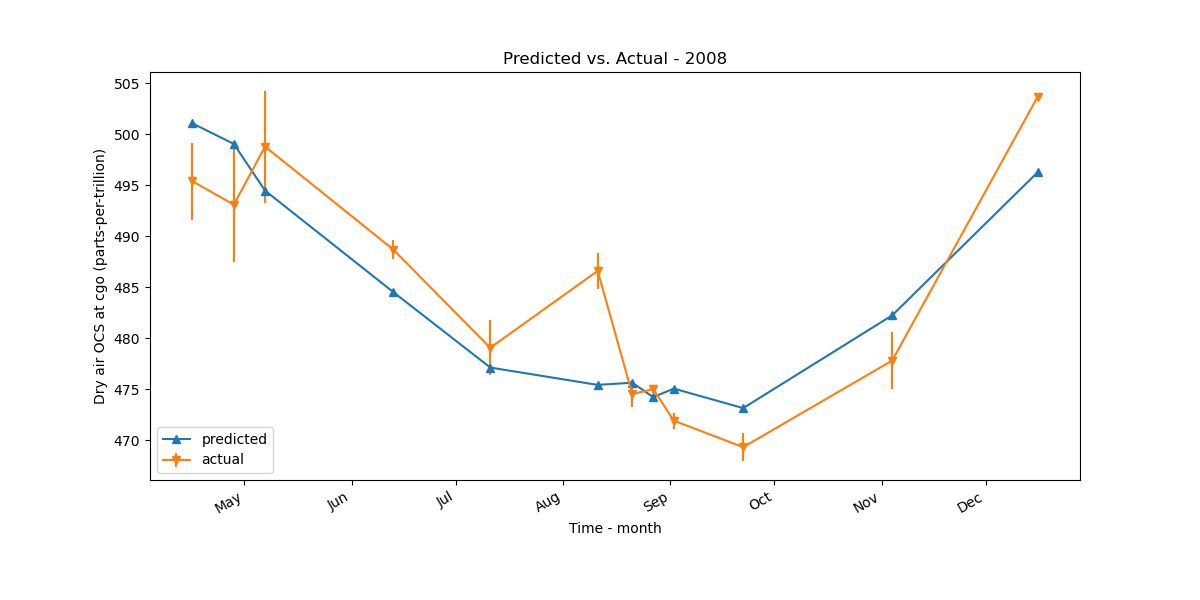 Predicted vs. Actual - 2008
Dry air OCS at cgo (parts-per-trillion)
505
500
495
490
485
480
475
470
predicted
actual
May
Jun
Jul
Aug
Sep
Oct
Nov
Dec
Time - month